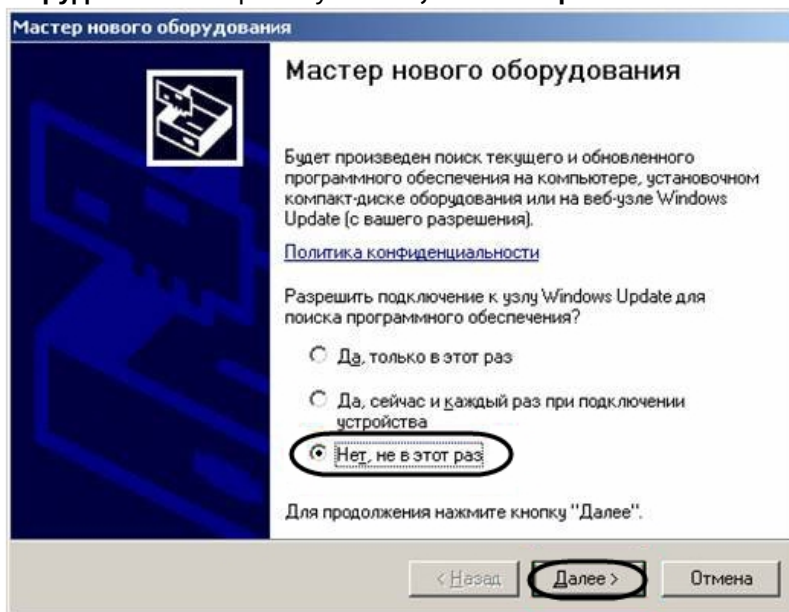 Мастер нового оборудования
Мастер нового оборудования
Будет произведен поиск текущего и обновленного
программного обеспечения на компьютере, установочном
компакт-диске оборудования или на веб-узле Windows
Update (с вашего разрешения).
Политика конфиденциальности
Разрешить подключение к узлу Windows Update для
поиска программного обеспечения?
Да, только в этот раз
Да, сейчас и каждый раз при подключении
устройства
Нет, не в этот раз
Для продолжения нажмите кнопку "Далее".
< Назад
Далее >
Отмена